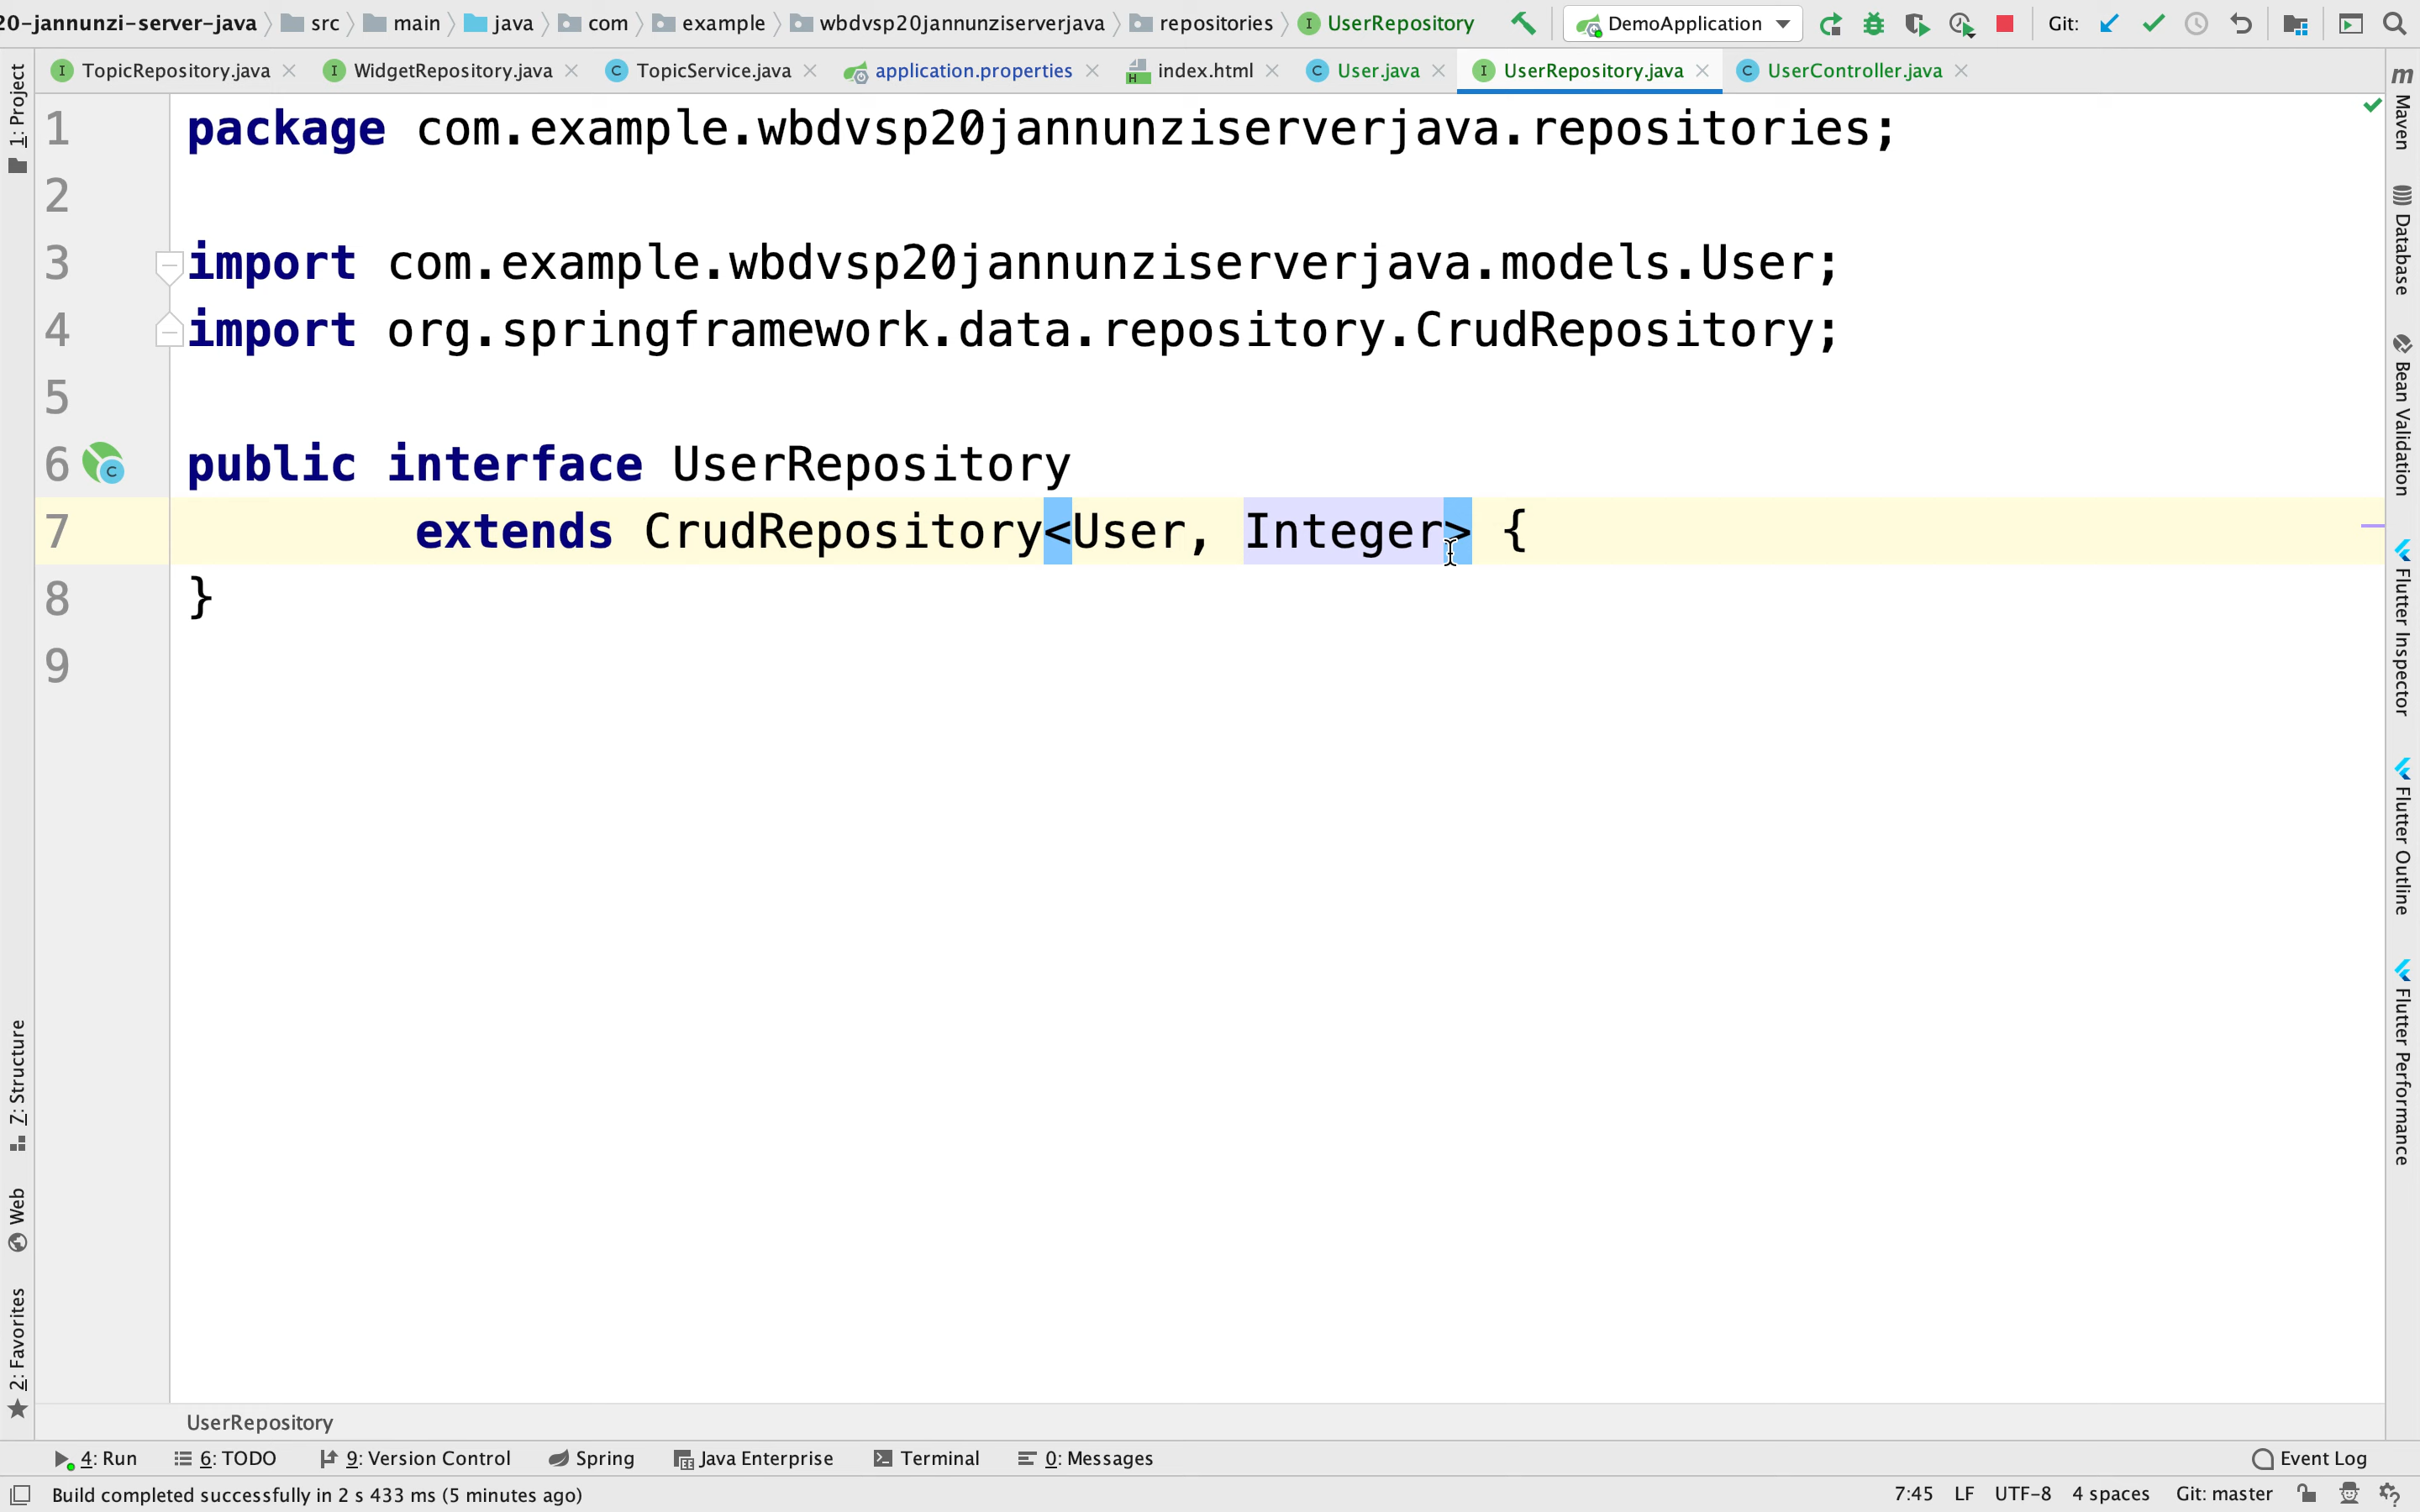 20-jannunzi-server-java src main java com example wbdvsp20jannunziserverjava repositories I UserRepository DemoApplication Git:
I TopicRepository.java I WidgetRepository.java C TopicService.java application.properties H index.html C User.java I UserRepository.java C UserController.java
1 package com.example.wbdvsp20jannunziserverjava.repositories;
2
3 import com.example.wbdvsp20jannunziserverjava.models.User;
4 import org.springframework.data.repository.CrudRepository;
5
6 C public interface UserRepository
7 extends CrudRepository<User, Integer> {
8 }
9
1: Project
7: Structure
Web
2: Favorites
m Maven
Database
Bean Validation
Flutter Inspector
Flutter Outline
Flutter Performance
UserRepository
4: Run 6: TODO 9: Version Control Spring Java Enterprise Terminal 0: Messages Event Log
Build completed successfully in 2 s 433 ms (5 minutes ago) 7:45 LF UTF-8 4 spaces Git: master